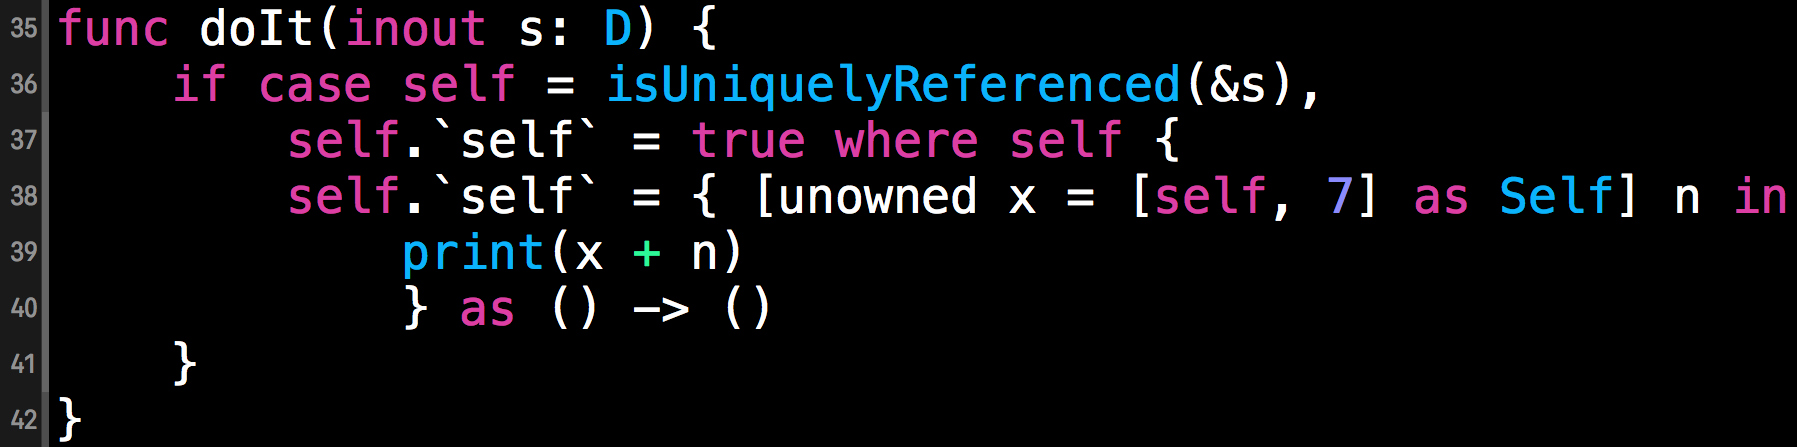 35 func doIt(inout s: D) {
36 if case self = isUniquelyReferenced(&s),
37 self.`self` = true where self {
38 self.`self` = { [unowned x = [self, 7] as Self] n in
39 print(x + n)
40 } as () -> ()
41 }
42 }